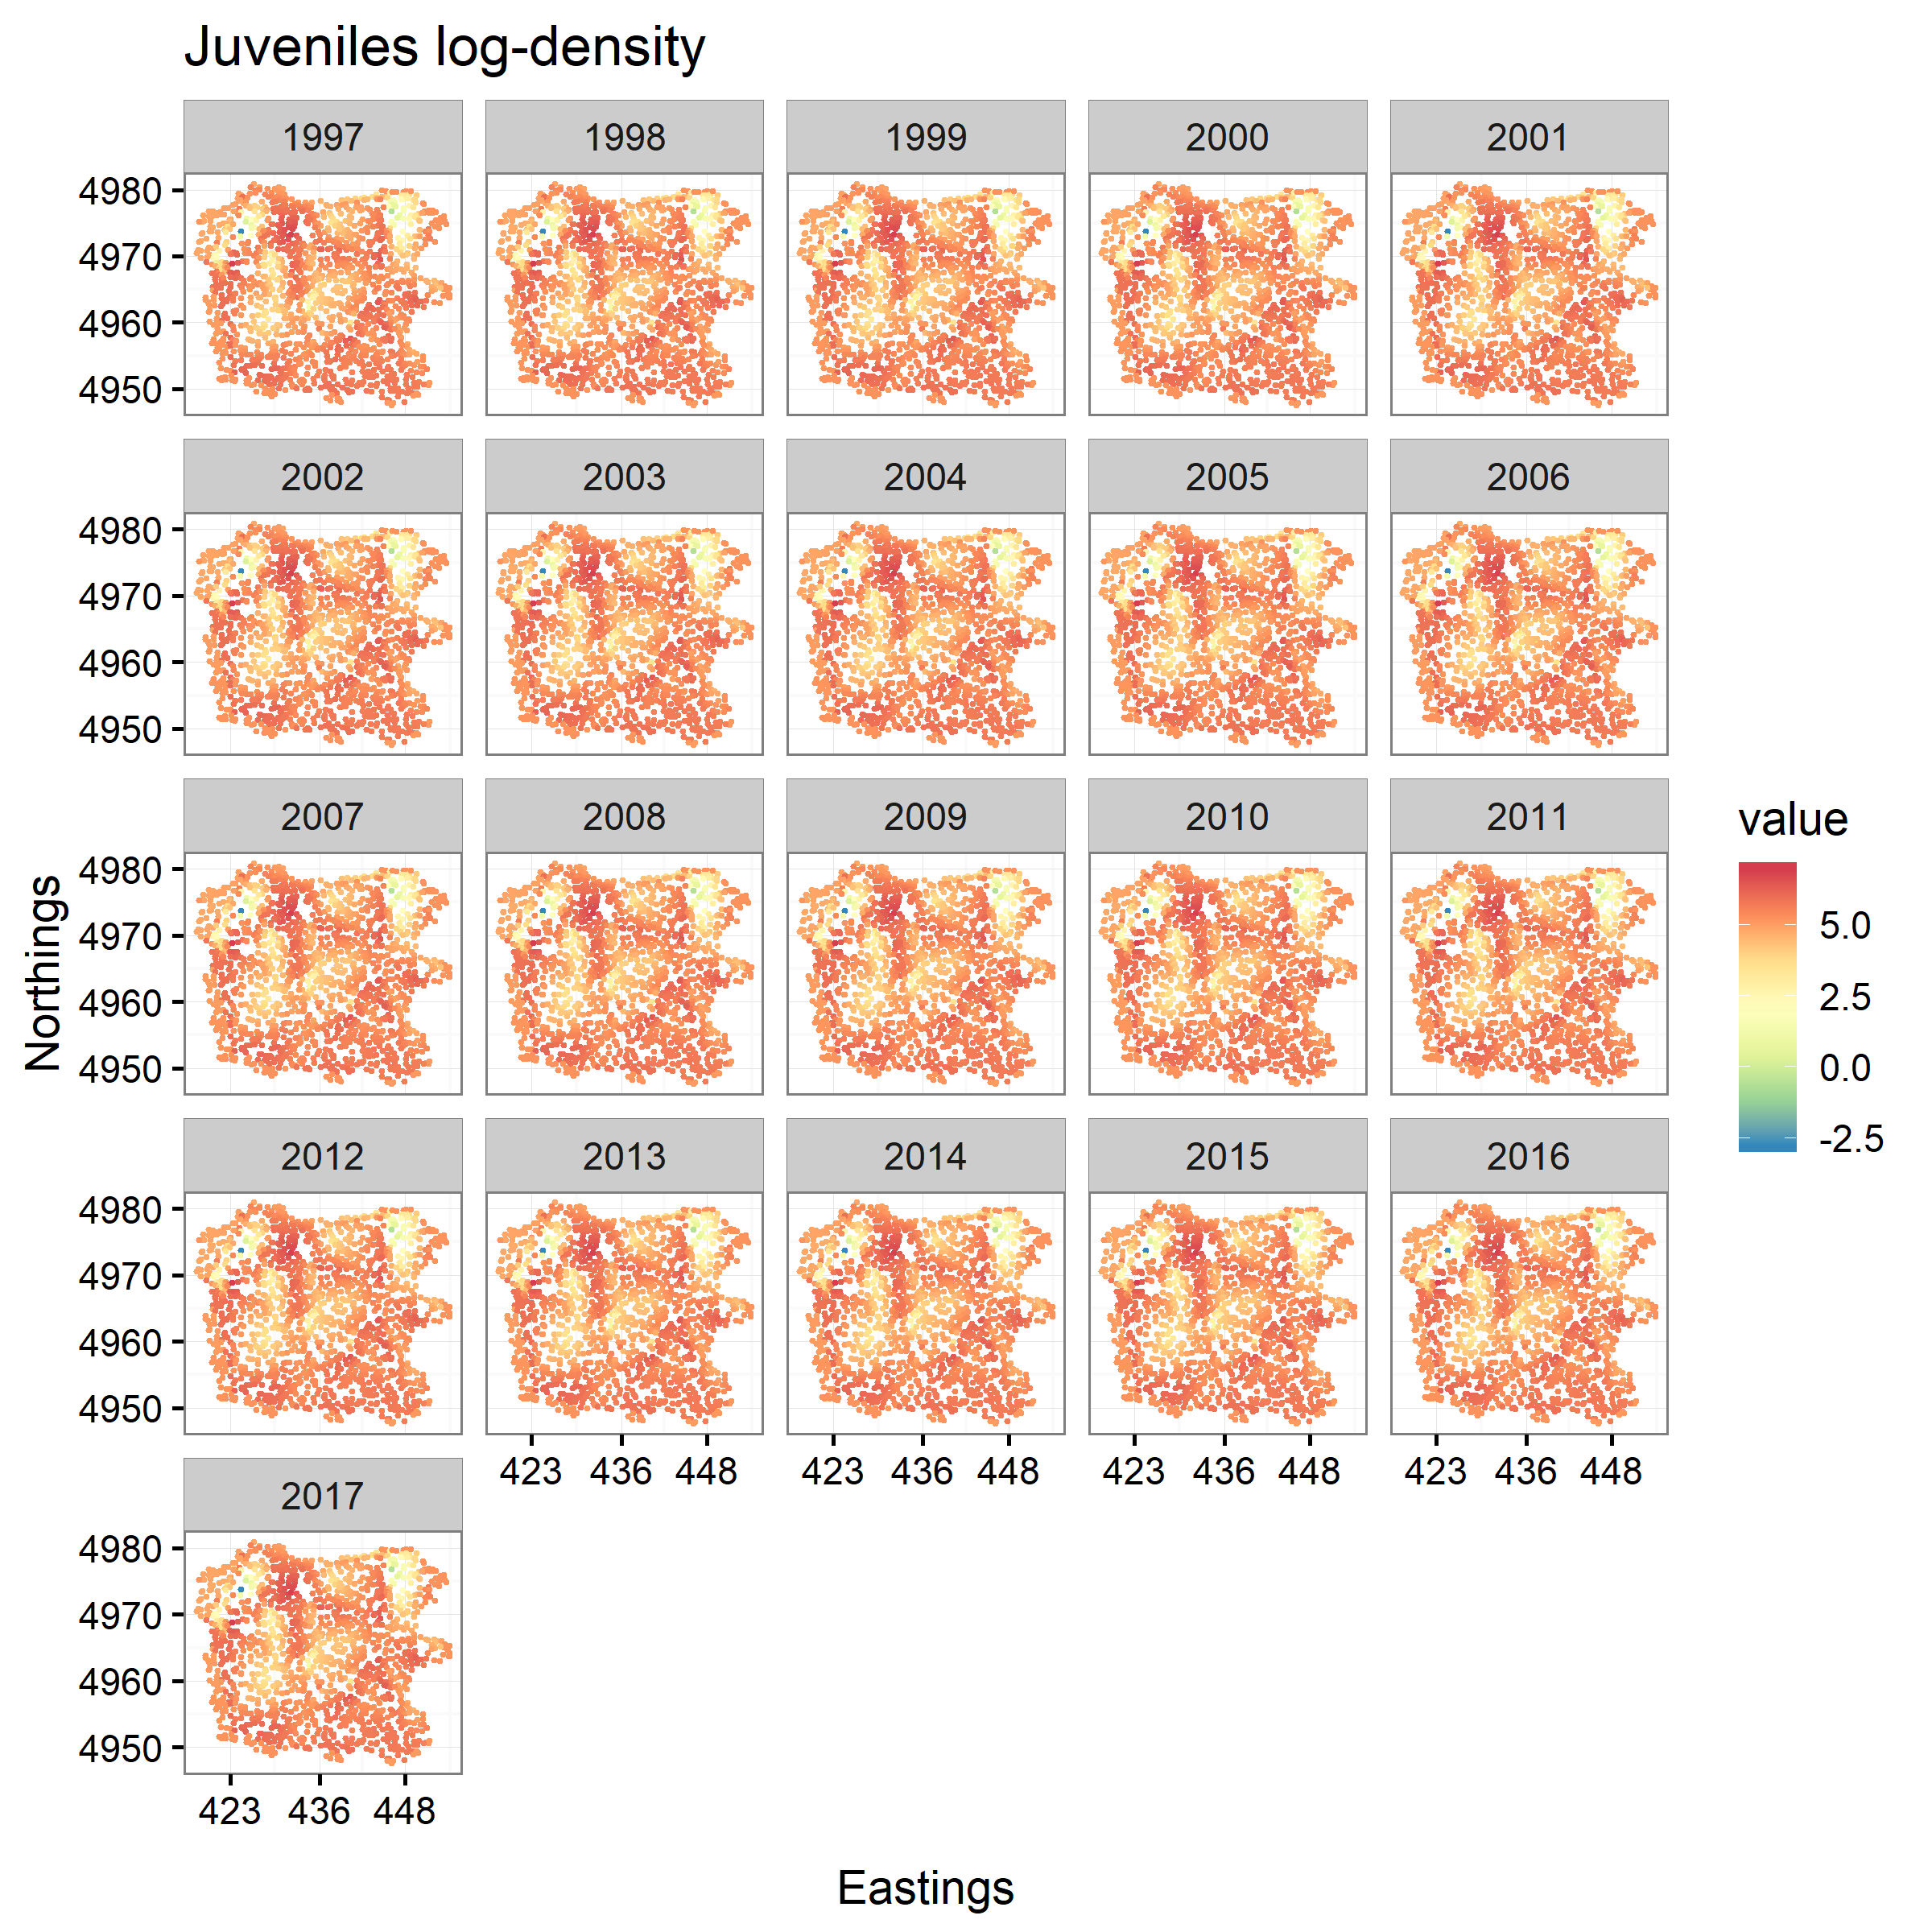 Juveniles log-density
1997 1998 1999 2000 2001
4980
4970
4960
4950
2002 2003 2004 2005 2006
4980
4970
4960
4950
2007 2008 2009 2010 2011
4980
4970
4960
4950
2012 2013 2014 2015 2016
4980
4970
4960
4950
423 436 448 423 436 448 423 436 448 423 436 448
2017
4980
4970
4960
4950
423 436 448
Eastings
Northings
value
5.0
2.5
0.0
-2.5